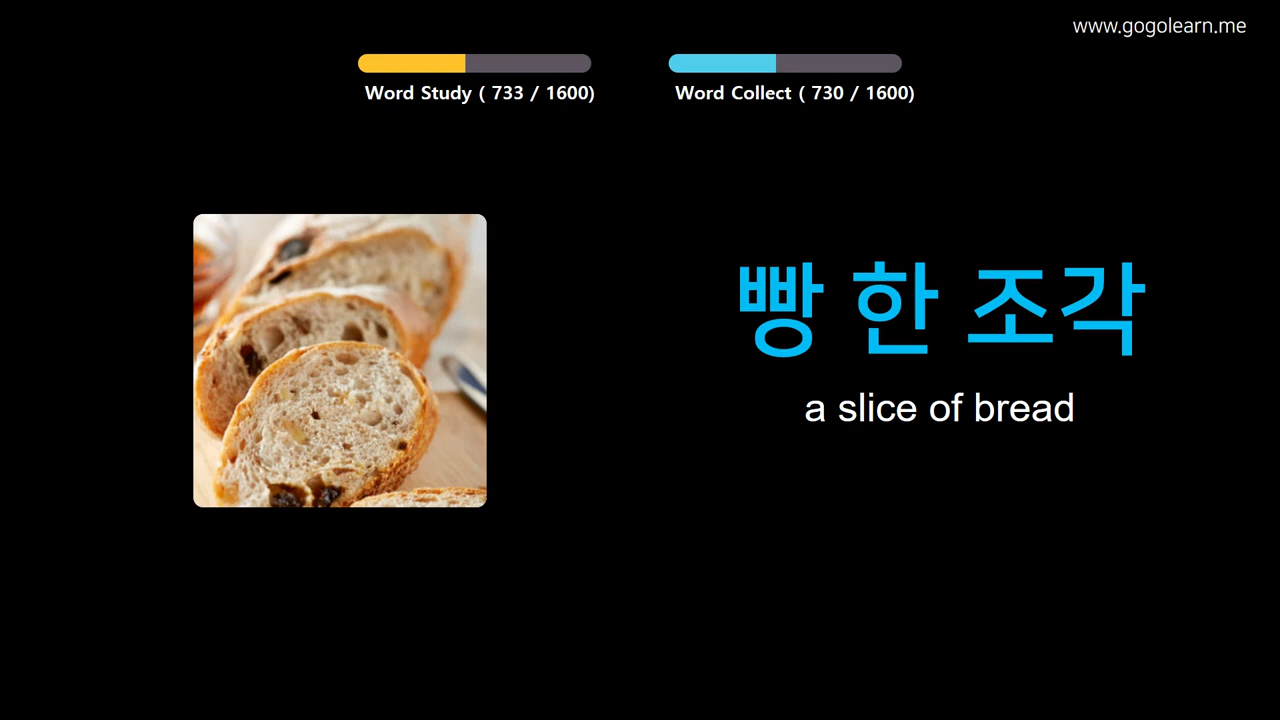 www.gogolearn.me
Word Study ( 733 / 1600)
Word Collect ( 730 / 1600)
빵 한 조각
a slice of bread